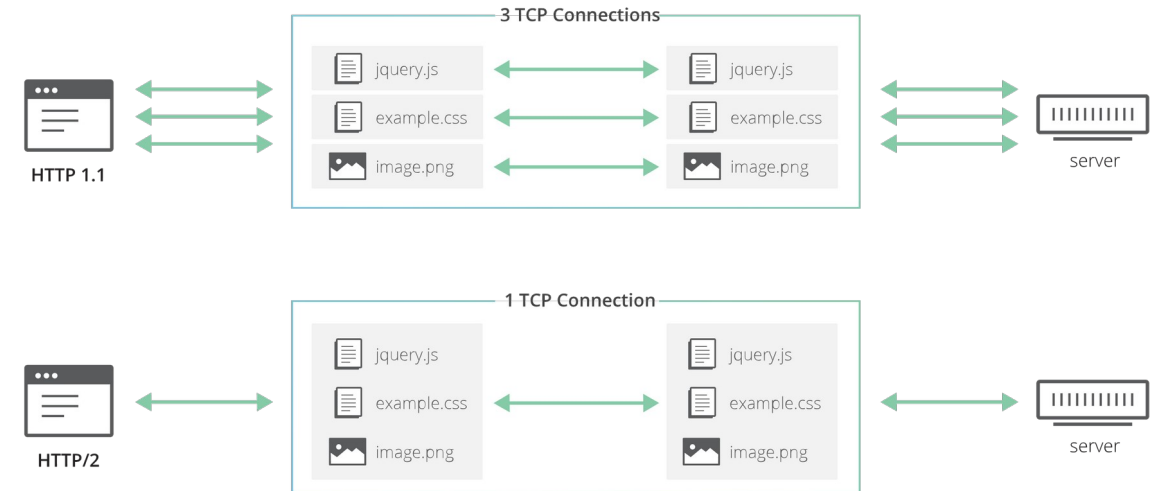 3 TCP Connections
jquery.js
jquery.js
example.css
example.css
image.png
image.png
HTTP 1.1
server
1 TCP Connection
jquery.js
jquery.js
example.css
example.css
image.png
image.png
HTTP/2
server